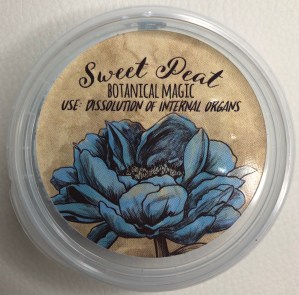 Sweet Peat
BOTANICAL MAGIC
USE: DISSOLUTION OF INTERNAL ORGANS